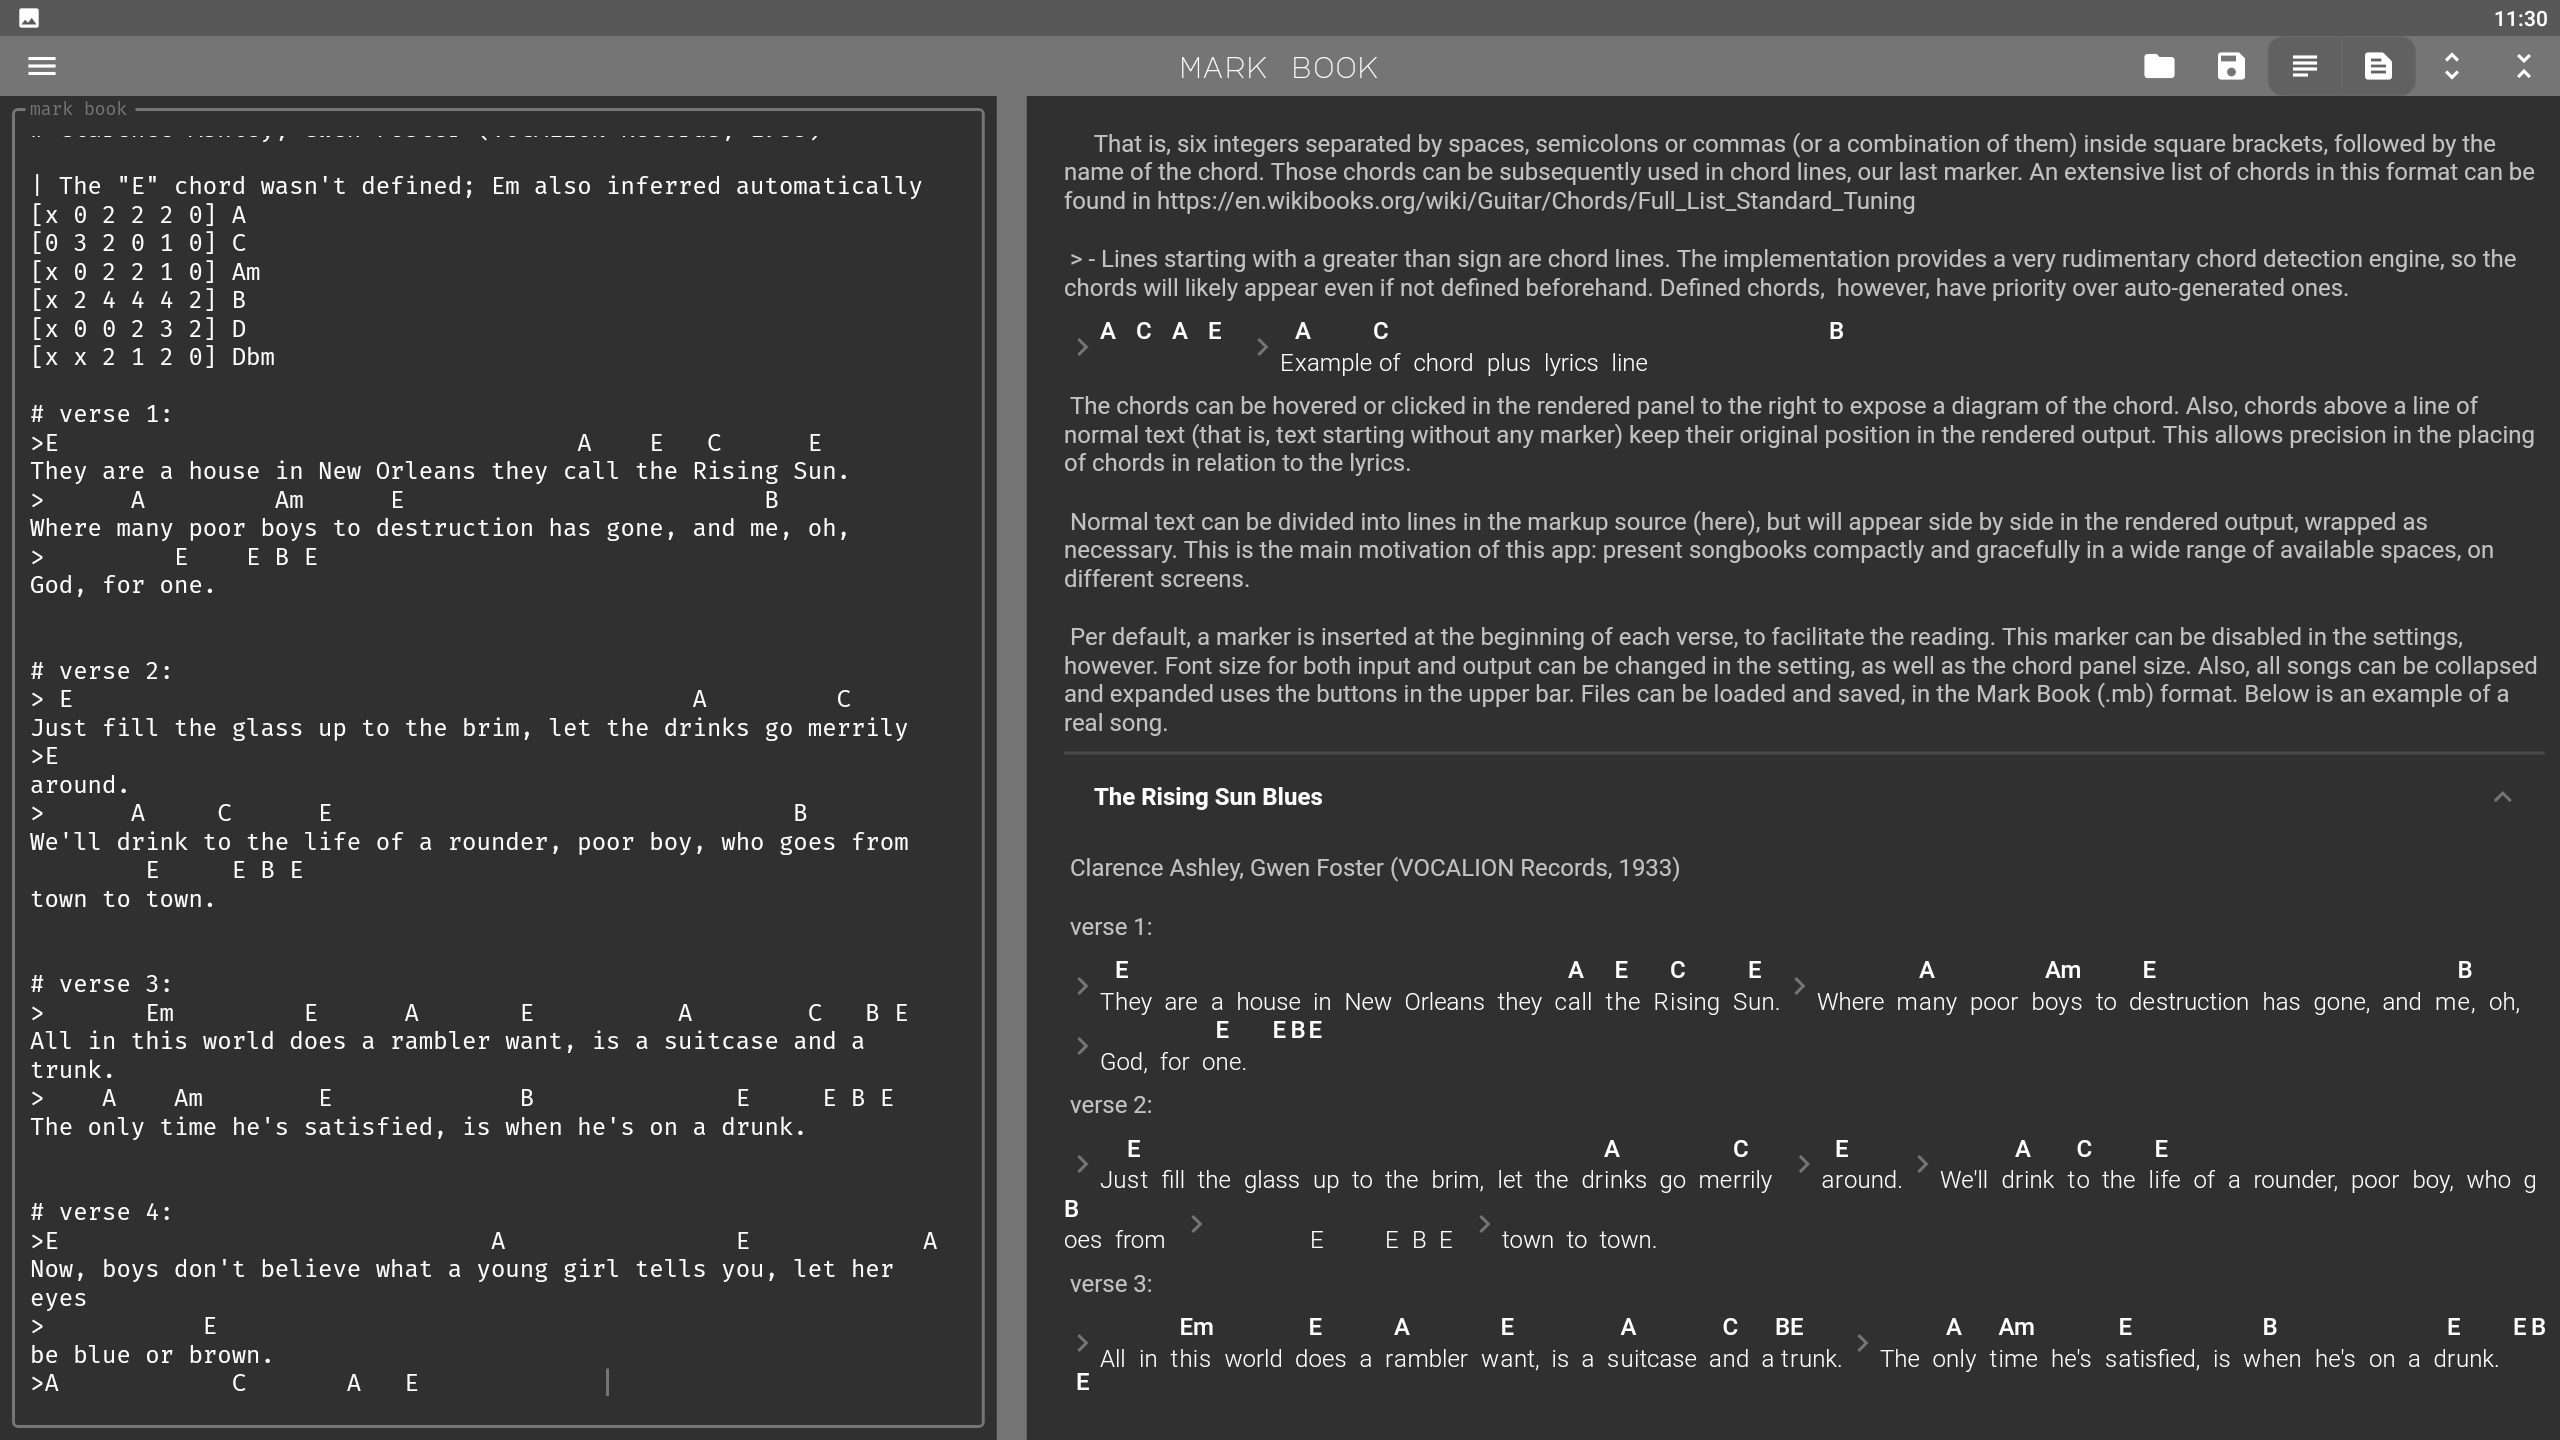 11:30
MARK BOOK
mark book
| The "E" chord wasn't defined; Em also inferred automatically
[x 0 2 2 2 0] A
[0 3 2 0 1 0] C
[x 0 2 2 1 0] Am
[x 2 4 4 4 2] B
[x 0 0 2 3 2] D
[x x 2 1 2 0] Dbm
# verse 1:
>E                                    A    E   C      E
They are a house in New Orleans they call the Rising Sun.
>      A         Am      E                         B
Where many poor boys to destruction has gone, and me, oh,
>         E    E B E
God, for one.
# verse 2:
> E                                           A         C
Just fill the glass up to the brim, let the drinks go merrily
>E
around.
>      A     C      E                                B
We'll drink to the life of a rounder, poor boy, who goes from
        E     E B E
town to town.
# verse 3:
>       Em         E      A       E          A        C   B E
All in this world does a rambler want, is a suitcase and a
trunk.
>    A    Am        E             B              E     E B E
The only time he's satisfied, is when he's on a drunk.
# verse 4:
>E                              A                E            A
Now, boys don't believe what a young girl tells you, let her
eyes
>           E
be blue or brown.
>A            C       A   E
That is, six integers separated by spaces, semicolons or commas (or a combination of them) inside square brackets, followed by the
name of the chord. Those chords can be subsequently used in chord lines, our last marker. An extensive list of chords in this format can be
found in https://en.wikibooks.org/wiki/Guitar/Chords/Full_List_Standard_Tuning
> - Lines starting with a greater than sign are chord lines. The implementation provides a very rudimentary chord detection engine, so the
chords will likely appear even if not defined beforehand. Defined chords,  however, have priority over auto-generated ones.
A C A E A C B
Example of chord plus lyrics line
The chords can be hovered or clicked in the rendered panel to the right to expose a diagram of the chord. Also, chords above a line of
normal text (that is, text starting without any marker) keep their original position in the rendered output. This allows precision in the placing
of chords in relation to the lyrics.
Normal text can be divided into lines in the markup source (here), but will appear side by side in the rendered output, wrapped as
necessary. This is the main motivation of this app: present songbooks compactly and gracefully in a wide range of available spaces, on
different screens.
Per default, a marker is inserted at the beginning of each verse, to facilitate the reading. This marker can be disabled in the settings,
however. Font size for both input and output can be changed in the setting, as well as the chord panel size. Also, all songs can be collapsed
and expanded uses the buttons in the upper bar. Files can be loaded and saved, in the Mark Book (.mb) format. Below is an example of a
real song.
The Rising Sun Blues
Clarence Ashley, Gwen Foster (VOCALION Records, 1933)
verse 1:
E A E C E A Am E B
They are a house in New Orleans they call the Rising Sun. Where many poor boys to destruction has gone, and me, oh,
E E B E
God, for one.
verse 2:
E A C E A C E
Just fill the glass up to the brim, let the drinks go merrily around. We'll drink to the life of a rounder, poor boy, who g
B
oes from E E B E town to town.
verse 3:
Em E A E A C B E A Am E B E E B
All in this world does a rambler want, is a suitcase and a trunk. The only time he's satisfied, is when he's on a drunk.
E